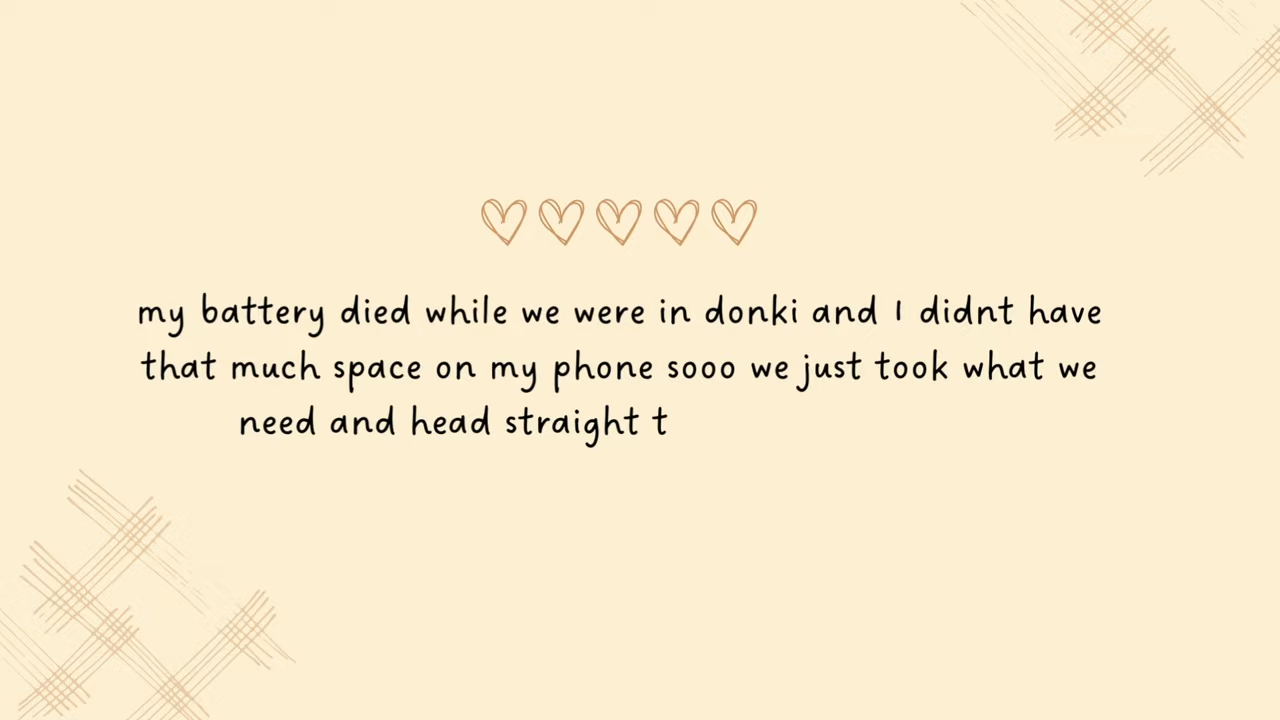 my battery died while we were in donki and I didnt have
that much space on my phone sooo we just took what we
need and head straight t